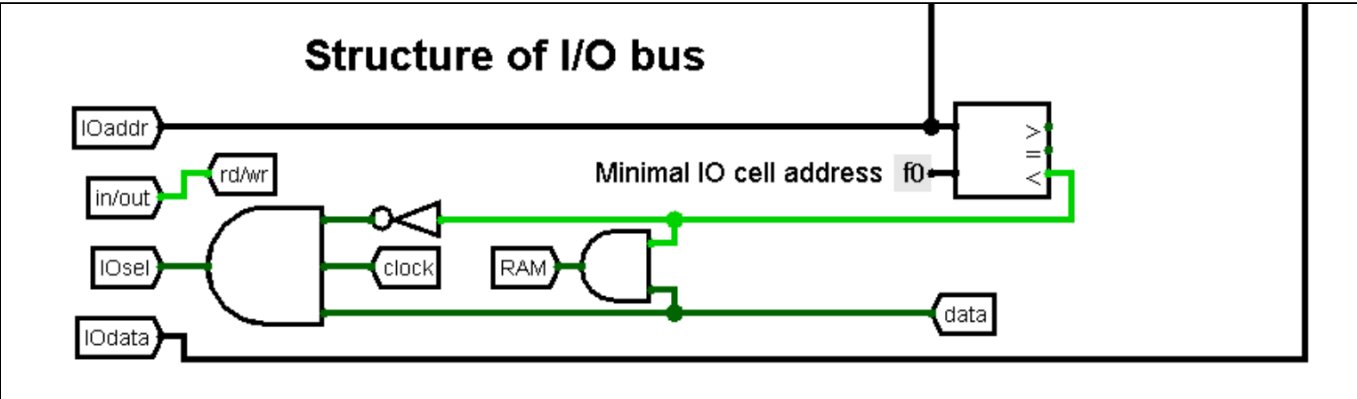 Structure of I/O bus
IOaddr
>
=
<
Minimal IO cell address f0
rd/wr
in/out
IOsel
clock
RAM
data
IOdata